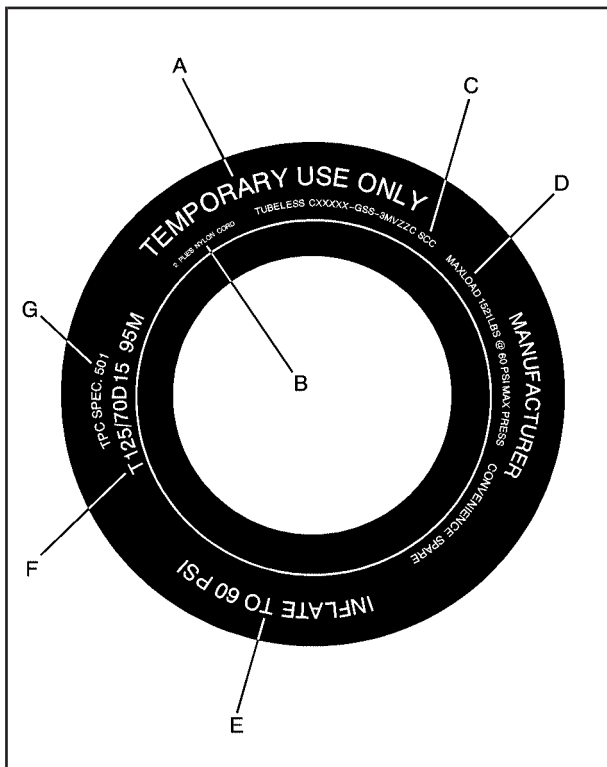 A
C
D
TEMPORARY USE ONLY
TUBELESS CXXXXX-GSS-3MVZZC SCC
2 PLIES NYLON CORD
MAXLOAD 1521LBS @ 60 PSI MAX PRESS
MANUFACTURER
G
TPC SPEC. 501
T125/70D15 95M
B
CONVENIENCE SPARE
F
INFLATE TO 60 PSI
E